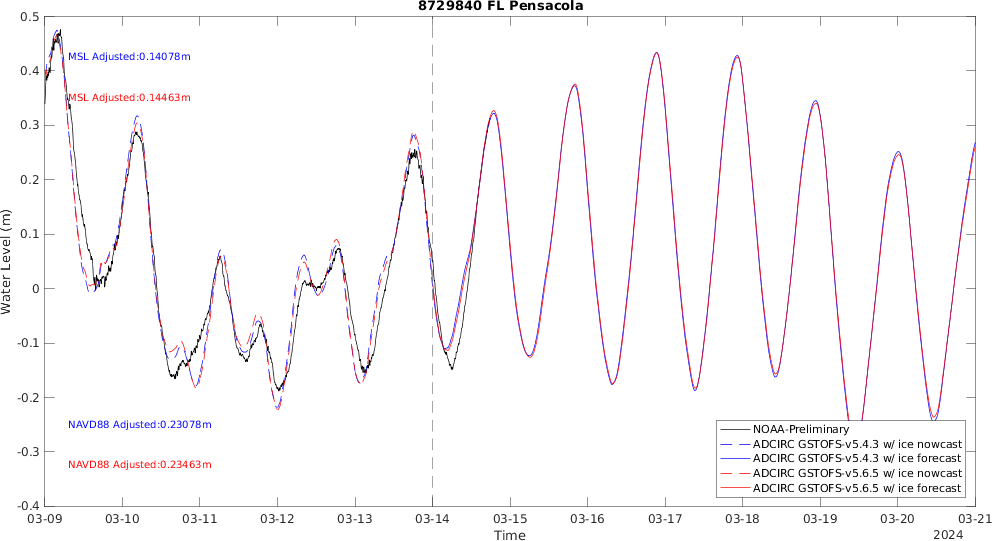 8729840 FL Pensacola
0.5
0.4
0.3
0.2
0.1
0
-0.1
-0.2
-0.3
-0.4
Water Level (m)
MSL Adjusted:0.14078m
MSL Adjusted:0.14463m
NAVD88 Adjusted:0.23078m
NAVD88 Adjusted:0.23463m
NOAA-Preliminary
ADCIRC GSTOFS-v5.4.3 w/ ice nowcast
ADCIRC GSTOFS-v5.4.3 w/ ice forecast
ADCIRC GSTOFS-v5.6.5 w/ ice nowcast
ADCIRC GSTOFS-v5.6.5 w/ ice forecast
03-09 03-10 03-11 03-12 03-13 03-14 03-15 03-16 03-17 03-18 03-19 03-20 03-21
Time
2024